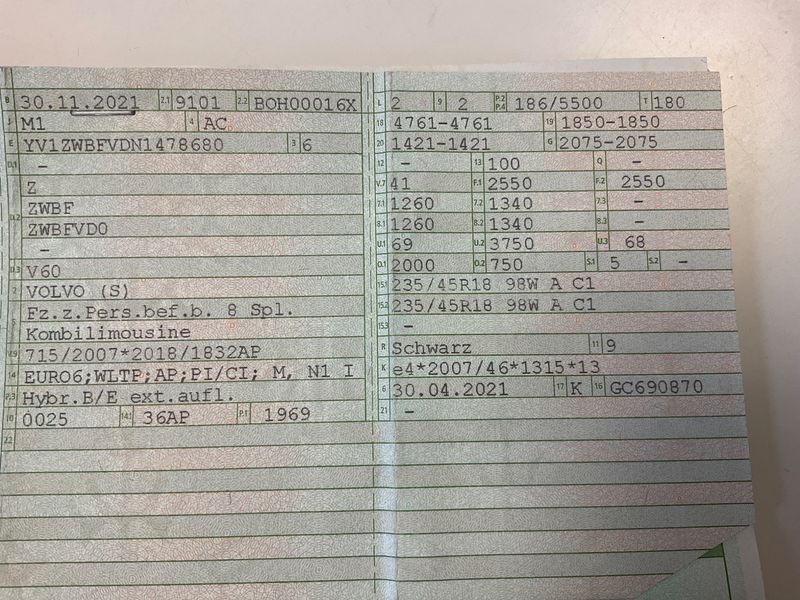 B 30.11.2021 2.1 9101 2.2 BOH00016X
J M1 4 AC
E YV1ZWBFVDN1478680 3 6
D.1 -
Z
D.2 ZWBF
ZWBFVD0
-
D.3 V60
2 VOLVO (S)
Fz.z.Pers.bef.b. 8 Spl.
Kombilimousine
V.9 715/2007*2018/1832AP
14 EURO6;WLTP;AP;PI/CI; M, N1 I
P.3 Hybr.B/E ext.aufl.
10 0025 14.1 36AP P.1 1969
22
L 2 9 2 P.2 P.4 186/5500 T 180
18 4761-4761 19 1850-1850
20 1421-1421 G 2075-2075
12 - 13 100 Q -
V.7 41 F.1 2550 F.2 2550
7.1 1260 7.2 1340 7.3 -
8.1 1260 8.2 1340 8.3 -
U.1 69 U.2 3750 U.3 68
O.1 2000 O.2 750 S.1 5 S.2 -
15.1 235/45R18 98W A C1
15.2 235/45R18 98W A C1
15.3 -
R Schwarz 11 9
K e4*2007/46*1315*13
6 30.04.2021 17 K 16 GC690870
21 -